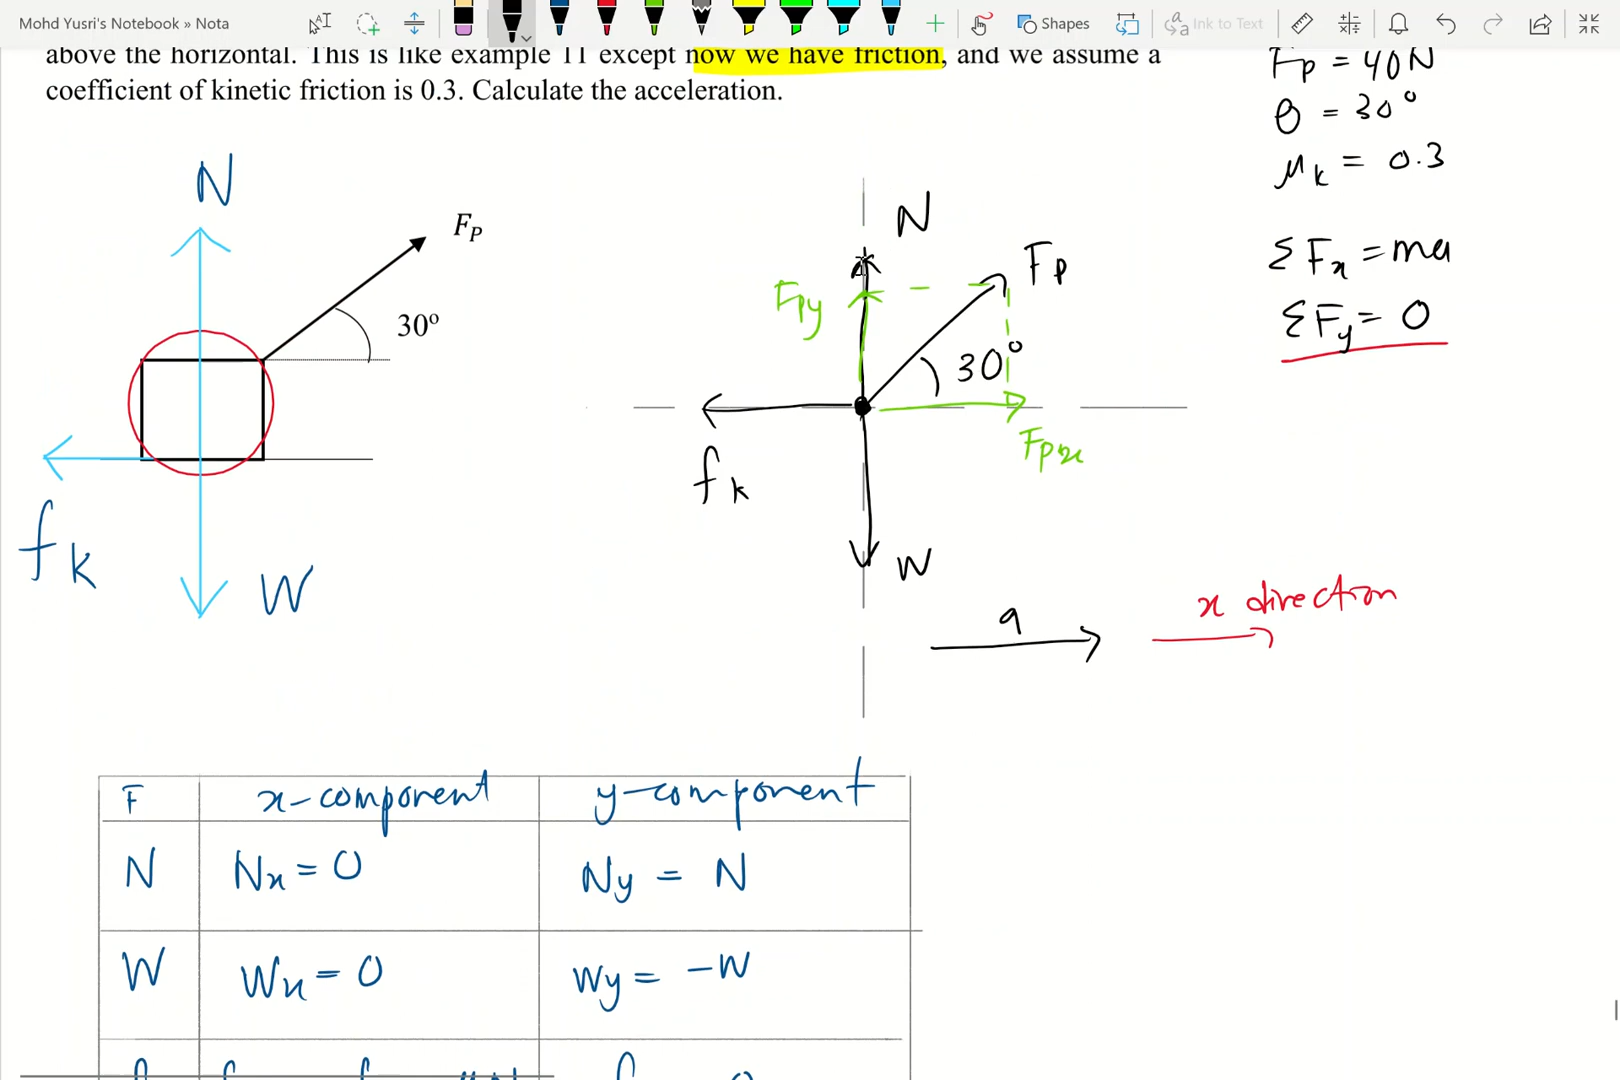 Mohd Yusri's Notebook » Nota
Shapes
Ink to Text
above the horizontal. This is like example 11 except now we have friction, and we assume a
coefficient of kinetic friction is 0.3. Calculate the acceleration.
Fp = 40N
θ = 30°
μk = 0.3
ΣFx = ma
ΣFy = 0
N
FP
30°
fk
W
N
Fp
Fpy
30°
Fpx
fk
W
a
x direction
F x-component y-component
N Nx = 0 Ny = N
W Wx = 0 Wy = -W